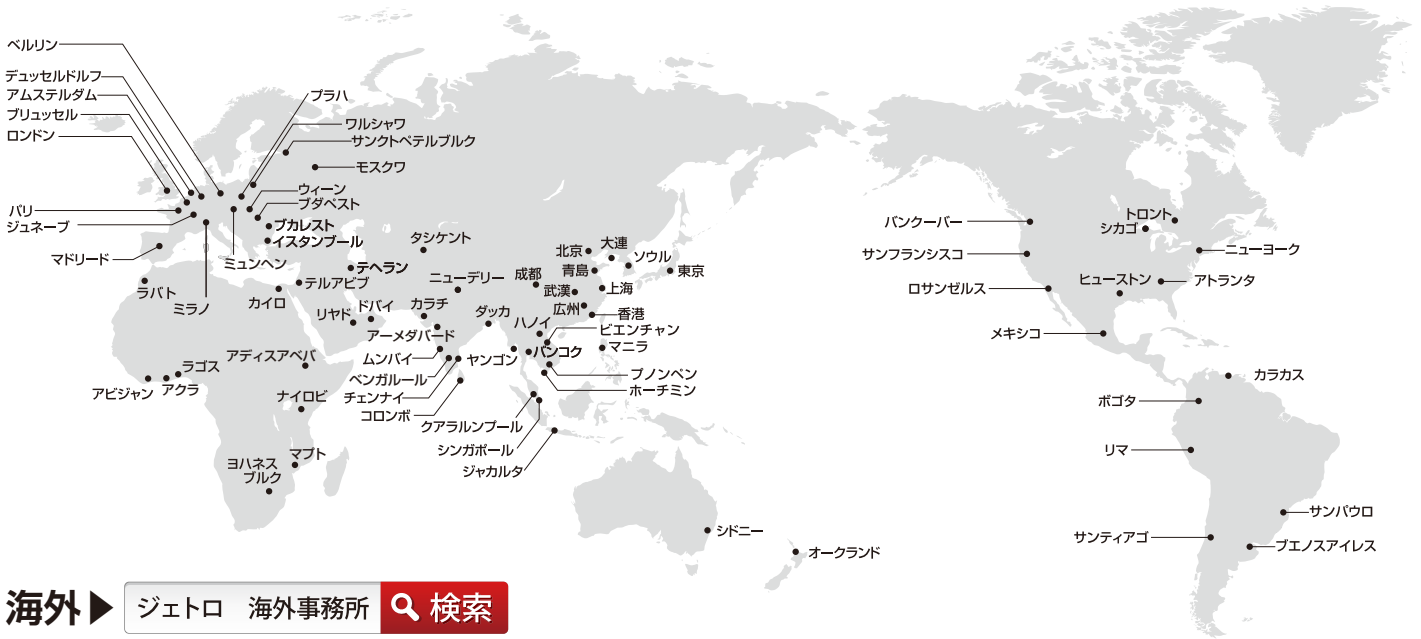 ベルリン
デュッセルドルフ
アムステルダム
ブリュッセル
ロンドン
プラハ
ワルシャワ
サンクトペテルブルク
モスクワ
ウィーン
ブダペスト
パリ
ジュネーブ
ブカレスト
イスタンブール
マドリード
ミュンヘン
ラバト
ミラノ
カイロ
テルアビブ
テヘラン
タシケント
ニューデリー
リヤド
ドバイ
カラチ
アーメダバード
ムンバイ
ベンガルール
チェンナイ
コロンボ
ダッカ
ヤンゴン
成都
北京
大連
ソウル
青島
東京
武漢
上海
広州
香港
ハノイ
ビエンチャン
バンコク
マニラ
プノンペン
ホーチミン
クアラルンプール
シンガポール
ジャカルタ
アディスアベバ
ラゴス
アビジャン
アクラ
ナイロビ
マプト
ヨハネス
ブルク
シドニー
オークランド
バンクーバー
トロント
シカゴ
サンフランシスコ
ニューヨーク
ロサンゼルス
ヒューストン
アトランタ
メキシコ
カラカス
ボゴタ
リマ
サンパウロ
サンティアゴ
ブエノスアイレス
海外▶ ジェトロ 海外事務所 検索